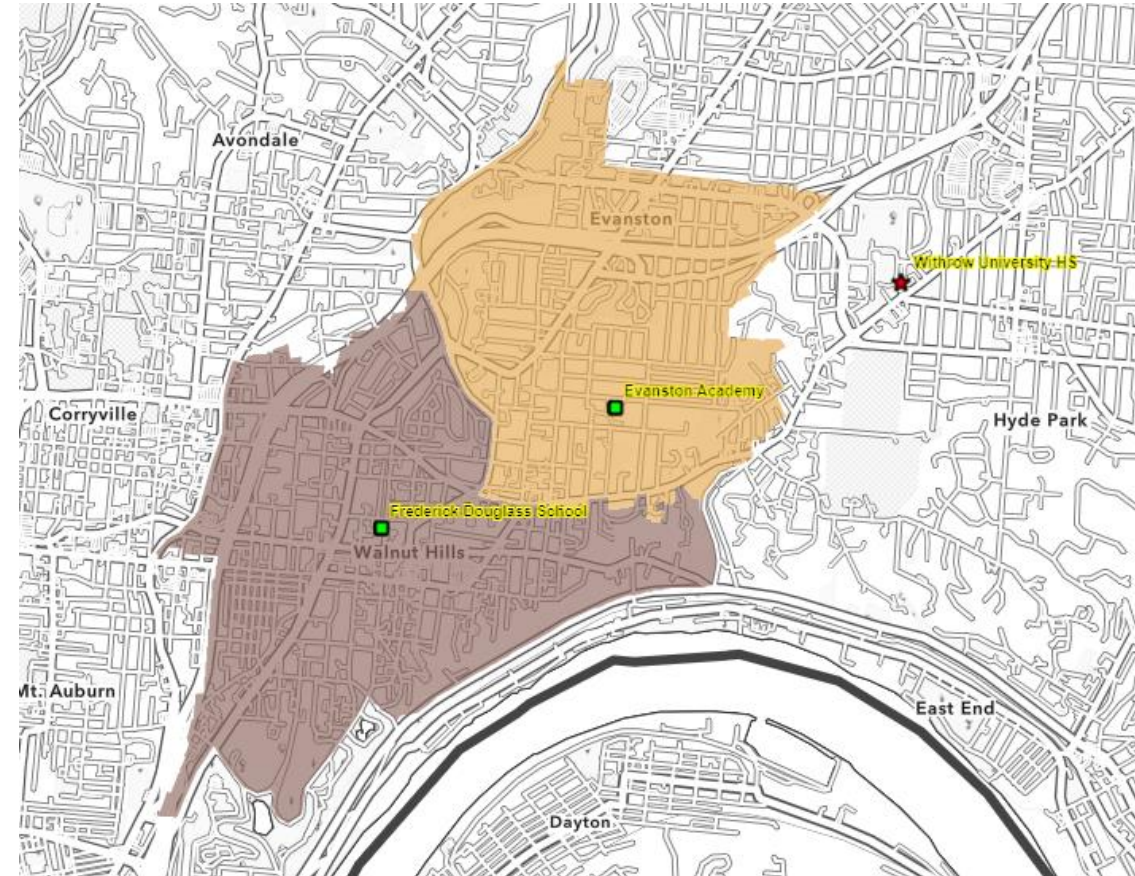 Avondale
Evanston
Withrow University HS
Evanston Academy
Corryville
Hyde Park
Frederick Douglass School
Walnut Hills
Mt. Auburn
East End
Dayton